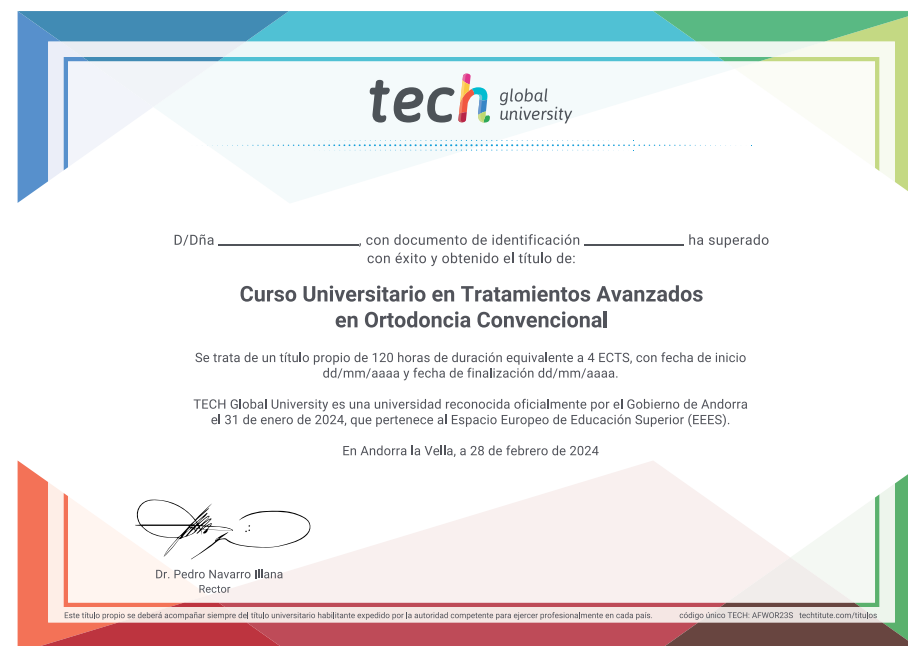 tech global
university
D/Dña ____________________, con documento de identificación ______________ ha superado
con éxito y obtenido el título de:
Curso Universitario en Tratamientos Avanzados
en Ortodoncia Convencional
Se trata de un título propio de 120 horas de duración equivalente a 4 ECTS, con fecha de inicio
dd/mm/aaaa y fecha de finalización dd/mm/aaaa.
TECH Global University es una universidad reconocida oficialmente por el Gobierno de Andorra
el 31 de enero de 2024, que pertenece al Espacio Europeo de Educación Superior (EEES).
En Andorra la Vella, a 28 de febrero de 2024
Dr. Pedro Navarro Illana
Rector
Este título propio se deberá acompañar siempre del título universitario habilitante expedido por la autoridad competente para ejercer profesionalmente en cada país. código único TECH: AFWOR23S techtitute.com/titulos